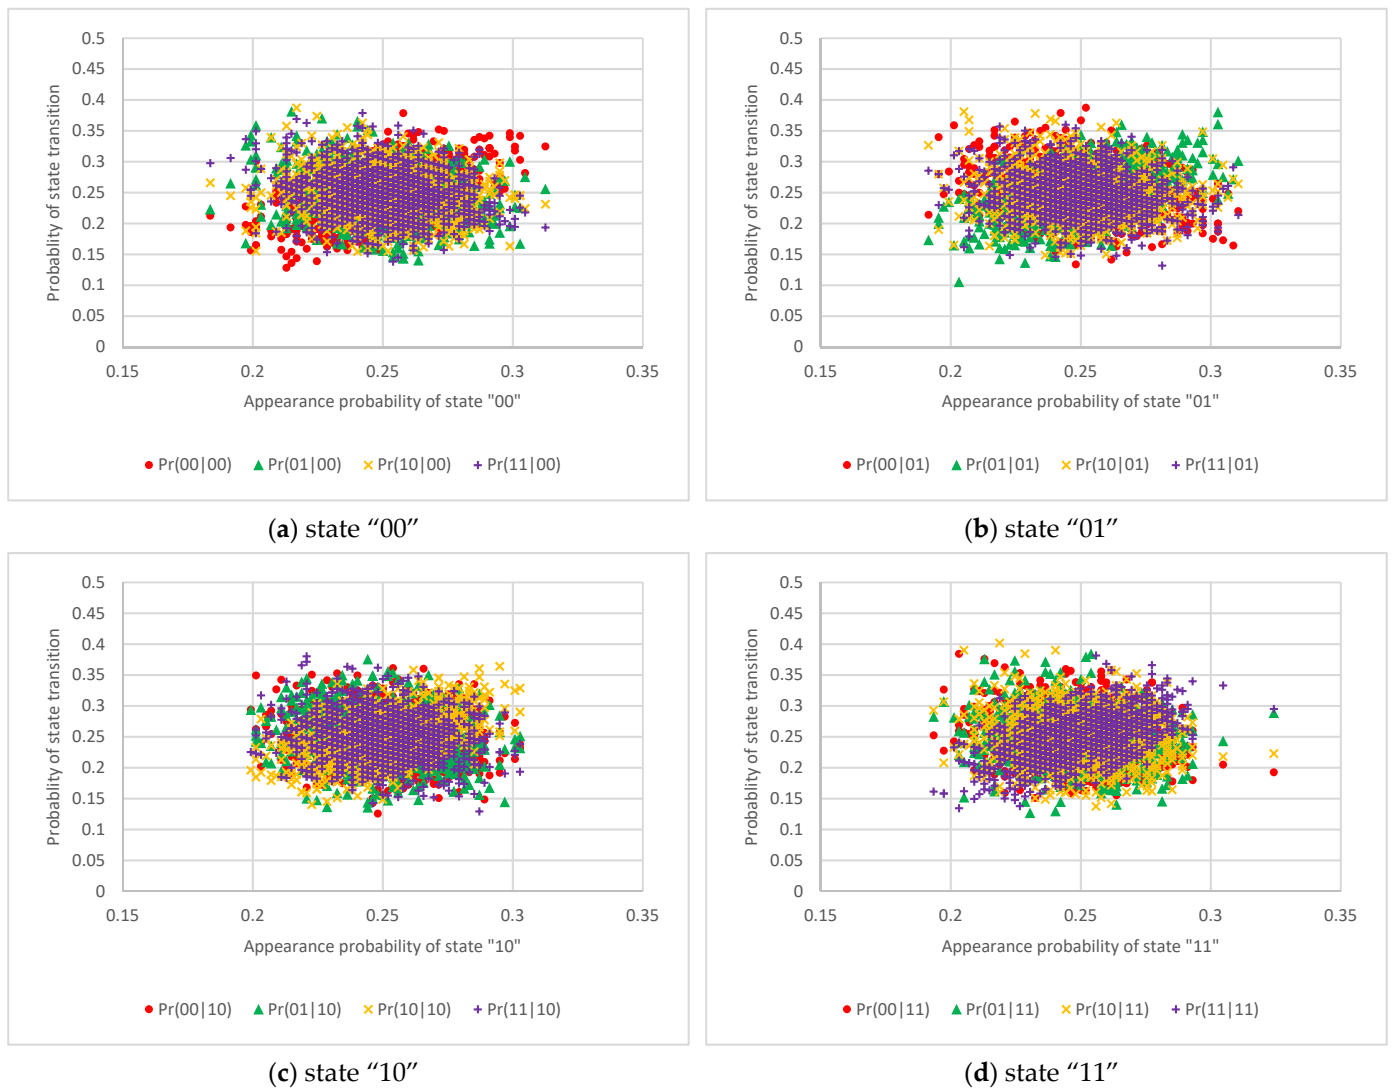 0.5
0.45
0.4
0.35
0.3
0.25
0.2
0.15
0.1
0.05
0
Probablity of state transition
0.15 0.2 0.25 0.3 0.35
Appearance probability of state "00"
Pr(00|00) Pr(01|00) Pr(10|00) Pr(11|00)
(a) state “00”
0.5
0.45
0.4
0.35
0.3
0.25
0.2
0.15
0.1
0.05
0
Probablity of state transition
0.15 0.2 0.25 0.3 0.35
Appearance probability of state "01"
Pr(00|01) Pr(01|01) Pr(10|01) Pr(11|01)
(b) state “01”
0.5
0.45
0.4
0.35
0.3
0.25
0.2
0.15
0.1
0.05
0
Probablity of state transition
0.15 0.2 0.25 0.3 0.35
Appearance probability of state "10"
Pr(00|10) Pr(01|10) Pr(10|10) Pr(11|10)
(c) state “10”
0.5
0.45
0.4
0.35
0.3
0.25
0.2
0.15
0.1
0.05
0
Probablity of state transition
0.15 0.2 0.25 0.3 0.35
Appearance probability of state "11"
Pr(00|11) Pr(01|11) Pr(10|11) Pr(11|11)
(d) state “11”